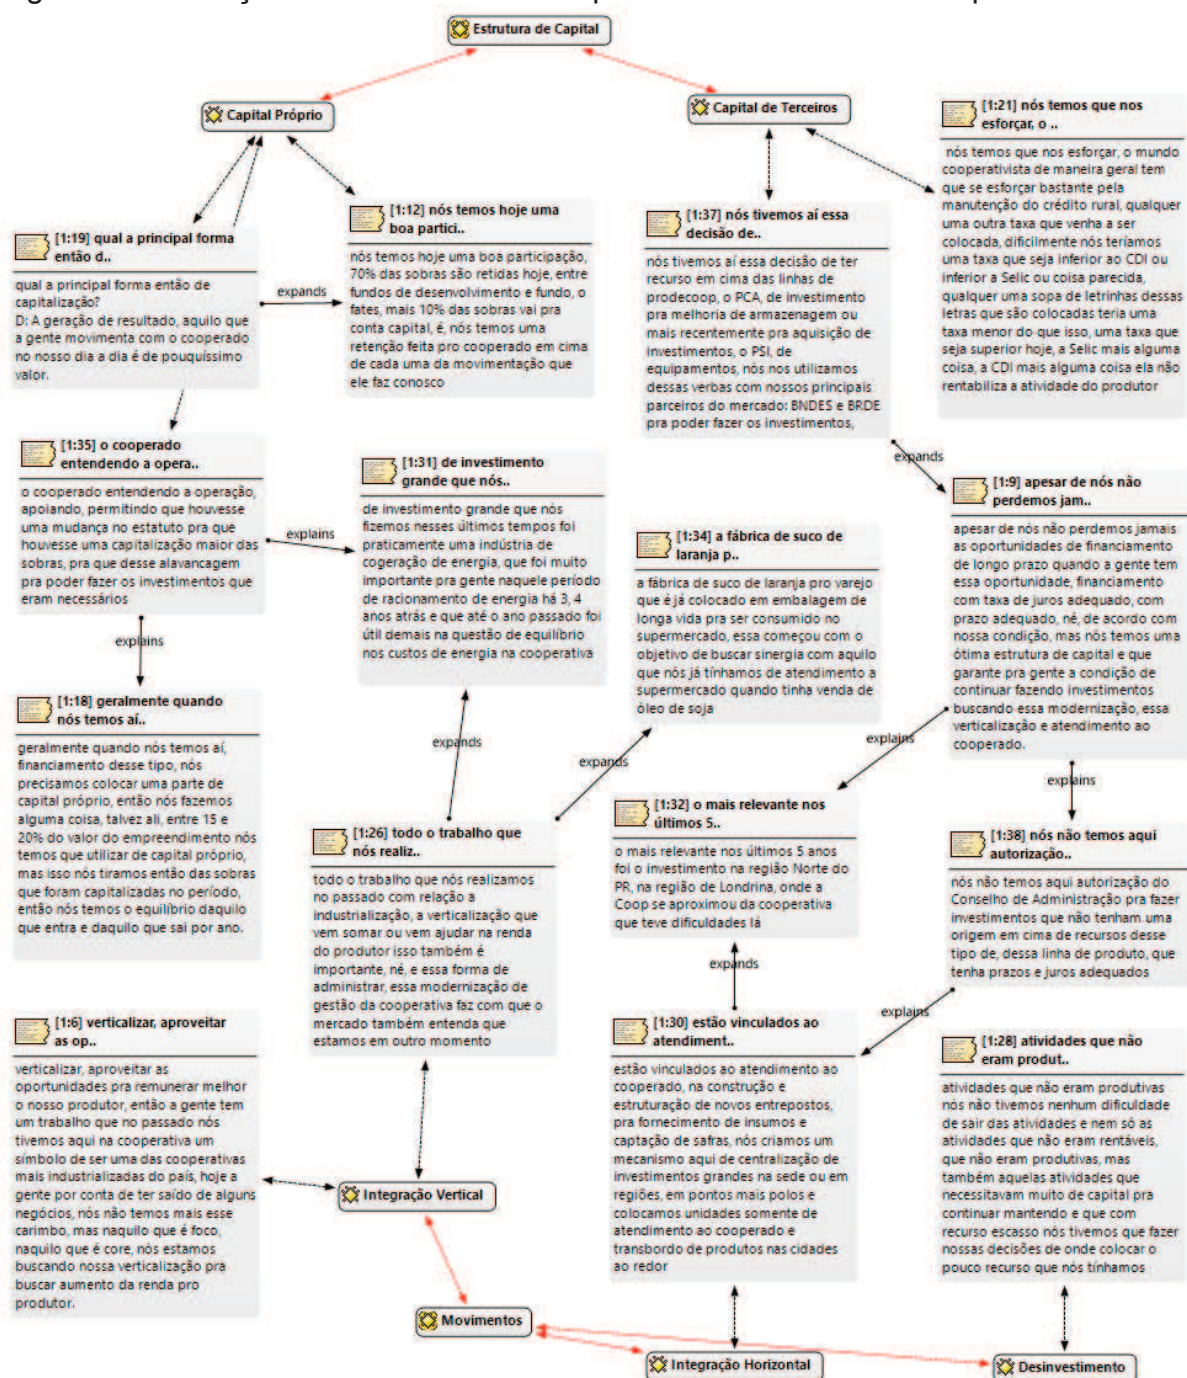 Estrutura de Capital
Capital Próprio
Capital de Terceiros
[1:21] nós temos que nos
esforçar, o ..
nós temos que nos esforçar, o mundo
cooperativista de maneira geral tem
que se esforçar bastante pela
manutenção do crédito rural, qualquer
uma outra taxa que venha a ser
colocada, dificilmente nós teríamos
uma taxa que seja inferior ao CDI ou
inferior a Selic ou coisa parecida,
qualquer uma sopa de letrinhas dessas
letras que são colocadas teria uma
taxa menor do que isso, uma taxa que
seja superior hoje, a Selic mais alguma
coisa, a CDI mais alguma coisa ela não
rentabiliza a atividade do produtor
[1:12] nós temos hoje uma
boa partici..
nós temos hoje uma boa participação,
70% das sobras são retidas hoje, entre
fundos de desenvolvimento e fundo, o
fates, mais 10% das sobras vai pra
conta capital, é, nós temos uma
retenção feita pro cooperado em cima
de cada uma da movimentação que
ele faz conosco
[1:37] nós tivemos aí essa
decisão de..
nós tivemos aí essa decisão de ter
recurso em cima das linhas de
prodecoop, o PCA, de investimento
pra melhoria de armazenagem ou
mais recentemente pra aquisição de
investimentos, o PSI, de
equipamentos, nós nos utilizamos
dessas verbas com nossos principais
parceiros do mercado: BNDES e BRDE
pra poder fazer os investimentos,
[1:19] qual a principal forma
então d..
qual a principal forma então de
capitalização?
D: A geração de resultado, aquilo que
a gente movimenta com o cooperado
no nosso dia a dia é de pouquíssimo
valor.
expands
[1:35] o cooperado
entendendo a opera..
o cooperado entendendo a operação,
apoiando, permitindo que houvesse
uma mudança no estatuto pra que
houvesse uma capitalização maior das
sobras, pra que desse alavancagem
pra poder fazer os investimentos que
eram necessários
explains
[1:31] de investimento
grande que nós..
de investimento grande que nós
fizemos nesses últimos tempos foi
praticamente uma indústria de
cogeração de energia, que foi muito
importante pra gente naquele período
de racionamento de energia há 3, 4
anos atrás e que até o ano passado foi
útil demais na questão de equilíbrio
nos custos de energia na cooperativa
expands
[1:9] apesar de nós não
perdemos jam..
apesar de nós não perdemos jamais
as oportunidades de financiamento
de longo prazo quando a gente tem
essa oportunidade, financiamento
com taxa de juros adequado, com
prazo adequado, né, de acordo com
nossa condição, mas nós temos uma
ótima estrutura de capital e que
garante pra gente a condição de
continuar fazendo investimentos
buscando essa modernização, essa
verticalização e atendimento ao
cooperado.
[1:34] a fábrica de suco de
laranja p..
a fábrica de suco de laranja pro varejo
que é já colocado em embalagem de
longa vida pra ser consumido no
supermercado, essa começou com o
objetivo de buscar sinergia com aquilo
que nós já tínhamos de atendimento a
supermercado quando tinha venda de
óleo de soja
explains
[1:18] geralmente quando
nós temos aí..
geralmente quando nós temos aí,
financiamento desse tipo, nós
precisamos colocar uma parte de
capital próprio, então nós fazemos
alguma coisa, talvez ali, entre 15 e
20% do valor do empreendimento nós
temos que utilizar de capital próprio,
mas isso nós tiramos então das sobras
que foram capitalizadas no período,
então nós temos o equilíbrio daquilo
que entra e daquilo que sai por ano.
expands
expands
explains
explains
[1:32] o mais relevante nos
últimos 5..
o mais relevante nos últimos 5 anos
foi o investimento na região Norte do
PR, na região de Londrina, onde a
Coop se aproximou da cooperativa
que teve dificuldades lá
[1:26] todo o trabalho que
nós realiz..
todo o trabalho que nós realizamos
no passado com relação a
industrialização, a verticalização que
vem somar ou vem ajudar na renda
do produtor isso também é
importante, né, e essa forma de
administrar, essa modernização de
gestão da cooperativa faz com que o
mercado também entenda que
estamos em outro momento
[1:38] nós não temos aqui
autorização..
nós não temos aqui autorização do
Conselho de Administração pra fazer
investimentos que não tenham uma
origem em cima de recursos desse
tipo de, dessa linha de produto, que
tenha prazos e juros adequados
expands
explains
[1:6] verticalizar, aproveitar
as op..
verticalizar, aproveitar as
oportunidades pra remunerar melhor
o nosso produtor, então a gente tem
um trabalho que no passado nós
tivemos aqui na cooperativa um
símbolo de ser uma das cooperativas
mais industrializadas do país, hoje a
gente por conta de ter saído de alguns
negócios, nós não temos mais esse
carimbo, mas naquilo que é foco,
naquilo que é core, nós estamos
buscando nossa verticalização pra
buscar aumento da renda pro
produtor.
[1:30] estão vinculados ao
atendiment..
estão vinculados ao atendimento ao
cooperado, na construção e
estruturação de novos entrepostos,
pra fornecimento de insumos e
captação de safras, nós criamos um
mecanismo aqui de centralização de
investimentos grandes na sede ou em
regiões, em pontos mais polos e
colocamos unidades somente de
atendimento ao cooperado e
transbordo de produtos nas cidades
ao redor
[1:28] atividades que não
eram produt..
atividades que não eram produtivas
nós não tivemos nenhum dificuldade
de sair das atividades e nem só as
atividades que não eram rentáveis,
que não eram produtivas, mas
também aquelas atividades que
necessitavam muito de capital pra
continuar mantendo e que com
recurso escasso nós tivemos que fazer
nossas decisões de onde colocar o
pouco recurso que nós tínhamos
Integração Vertical
Movimentos
Integração Horizontal
Desinvestimento